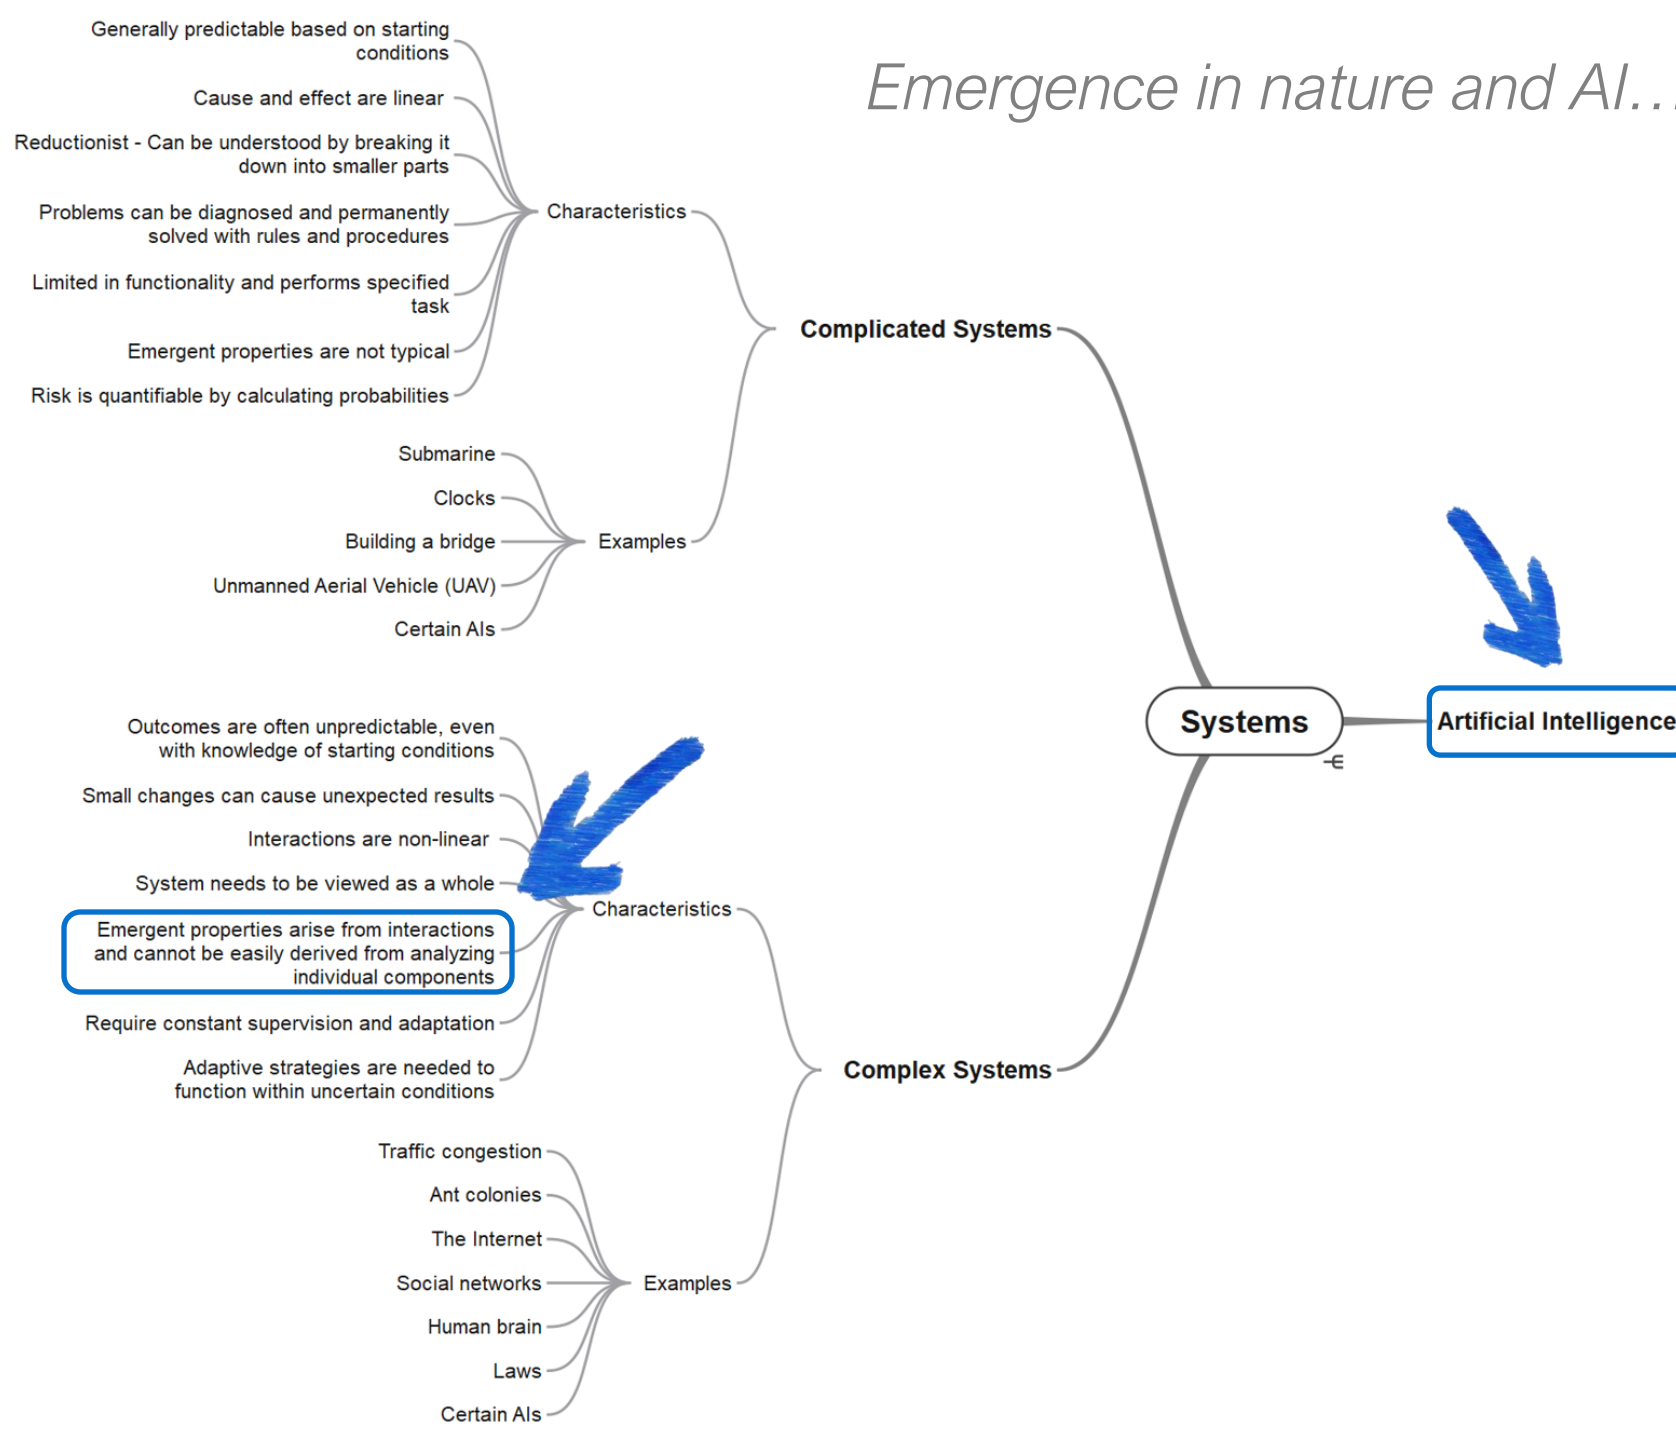 Emergence in nature and AI…
Generally predictable based on starting
conditions
Cause and effect are linear
Reductionist - Can be understood by breaking it
down into smaller parts
Problems can be diagnosed and permanently
solved with rules and procedures
Limited in functionality and performs specified
task
Emergent properties are not typical
Risk is quantifiable by calculating probabilities
Characteristics
Submarine
Clocks
Building a bridge
Unmanned Aerial Vehicle (UAV)
Certain AIs
Examples
Complicated Systems
Outcomes are often unpredictable, even
with knowledge of starting conditions
Small changes can cause unexpected results
Interactions are non-linear
System needs to be viewed as a whole
Emergent properties arise from interactions
and cannot be easily derived from analyzing
individual components
Require constant supervision and adaptation
Adaptive strategies are needed to
function within uncertain conditions
Characteristics
Traffic congestion
Ant colonies
The Internet
Social networks
Human brain
Laws
Certain AIs
Examples
Complex Systems
Systems
Artificial Intelligence